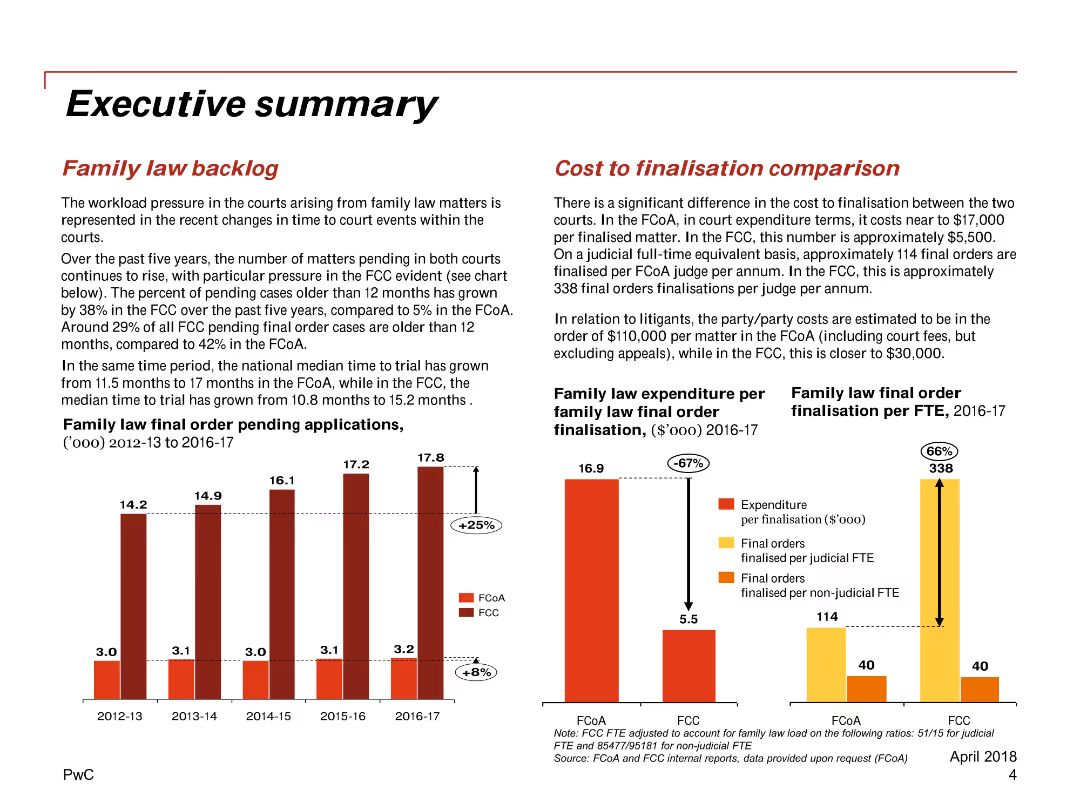 Executive summary
Family law backlog
The workload pressure in the courts arising from family law matters is
represented in the recent changes in time to court events within the
courts.
Over the past five years, the number of matters pending in both courts
continues to rise, with particular pressure in the FCC evident (see chart
below). The percent of pending cases older than 12 months has grown
by 38% in the FCC over the past five years, compared to 5% in the FCoA.
Around 29% of all FCC pending final order cases are older than 12
months, compared to 42% in the FCoA.
In the same time period, the national median time to trial has grown
from 11.5 months to 17 months in the FCoA, while in the FCC, the
median time to trial has grown from 10.8 months to 15.2 months .
Family law final order pending applications,
('000) 2012-13 to 2016-17
14.2
14.9
16.1
17.2
17.8
+25%
FCoA
FCC
3.0
3.1
3.0
3.1
3.2
+8%
2012-13
2013-14
2014-15
2015-16
2016-17
Cost to finalisation comparison
There is a significant difference in the cost to finalisation between the two
courts. In the FCoA, in court expenditure terms, it costs near to $17,000
per finalised matter. In the FCC, this number is approximately $5,500.
On a judicial full-time equivalent basis, approximately 114 final orders are
finalised per FCoA judge per annum. In the FCC, this is approximately
338 final orders finalisations per judge per annum.
In relation to litigants, the party/party costs are estimated to be in the
order of $110,000 per matter in the FCoA (including court fees, but
excluding appeals), while in the FCC, this is closer to $30,000.
Family law expenditure per
family law final order
finalisation, ($'000) 2016-17
16.9
-67%
5.5
FCoA
FCC
Expenditure
per finalisation ($'000)
Final orders
finalised per judicial FTE
Final orders
finalised per non-judicial FTE
Family law final order
finalisation per FTE, 2016-17
66%
338
114
40
40
FCoA
FCC
Note: FCC FTE adjusted to account for family law load on the following ratios: 51/15 for judicial
FTE and 85477/95181 for non-judicial FTE
Source: FCoA and FCC internal reports, data provided upon request (FCoA)
April 2018
PwC
4